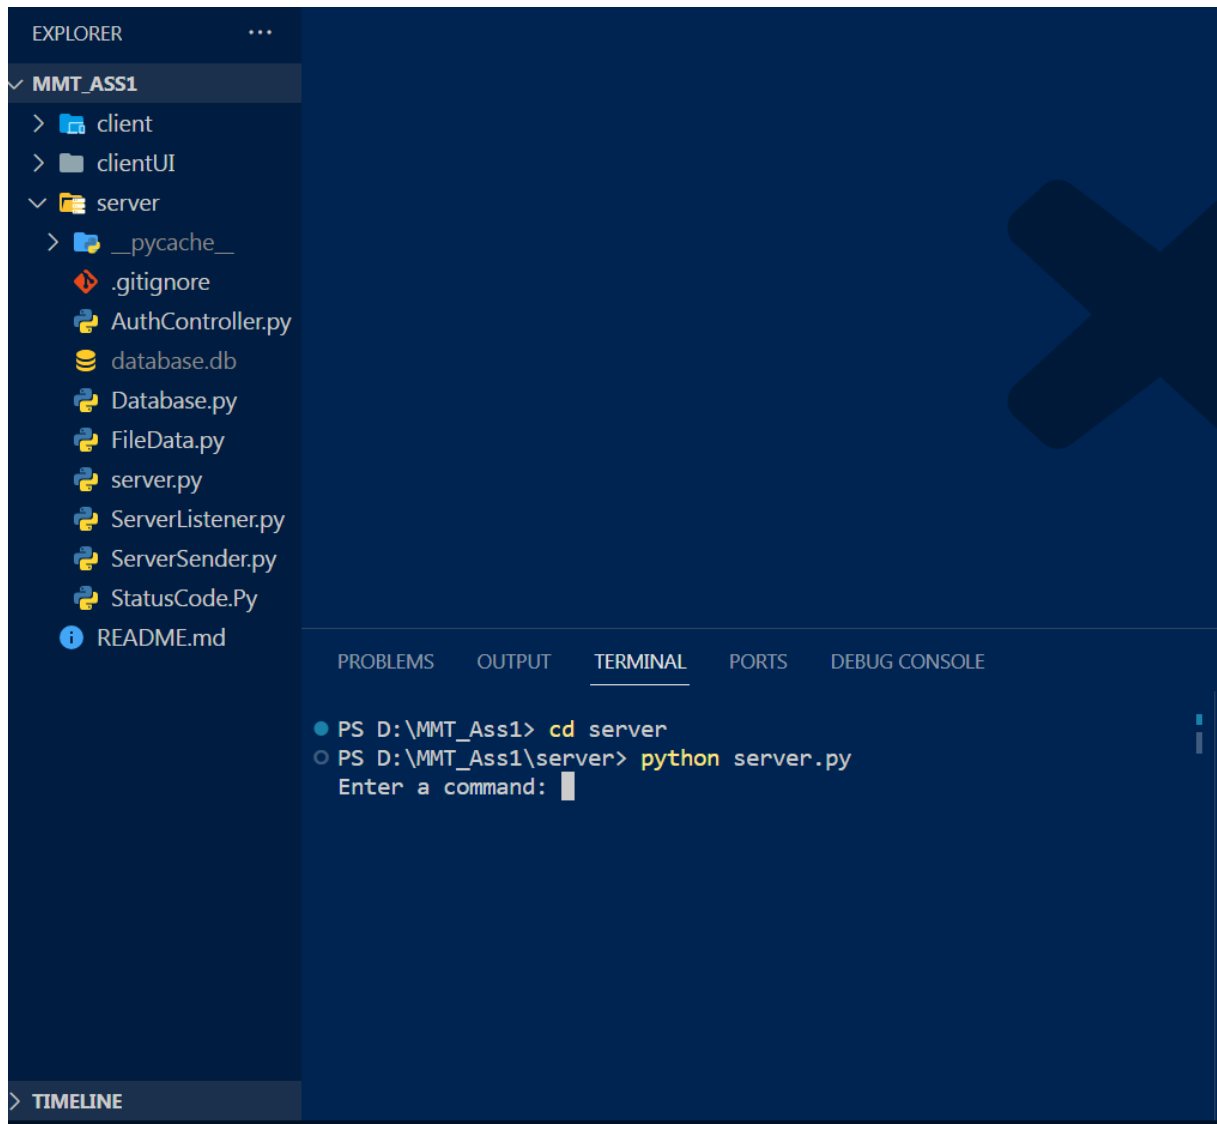 EXPLORER ...
MMT_ASS1
client
clientUI
server
__pycache__
.gitignore
AuthController.py
database.db
Database.py
FileData.py
server.py
ServerListener.py
ServerSender.py
StatusCode.Py
README.md
TIMELINE
PROBLEMS OUTPUT TERMINAL PORTS DEBUG CONSOLE
PS D:\MMT_Ass1> cd server
PS D:\MMT_Ass1\server> python server.py
Enter a command: